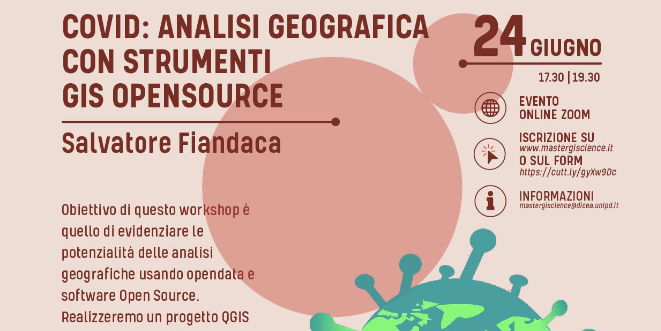 COVID: ANALISI GEOGRAFICA
CON STRUMENTI
GIS OPENSOURCE
Salvatore Fiandaca
Obiettivo di questo workshop è
quello di evidenziare le
potenzialità delle analisi
geografiche usando opendata e
software Open Source.
Realizzeremo un progetto QGIS
24 GIUGNO
17.30 | 19.30
EVENTO
ONLINE ZOOM
ISCRIZIONE SU
www.mastergiscience.it
O SUL FORM
https://cutt.ly/gyXw9Dc
INFORMAZIONI
mastergiscience@dicea.unipd.it